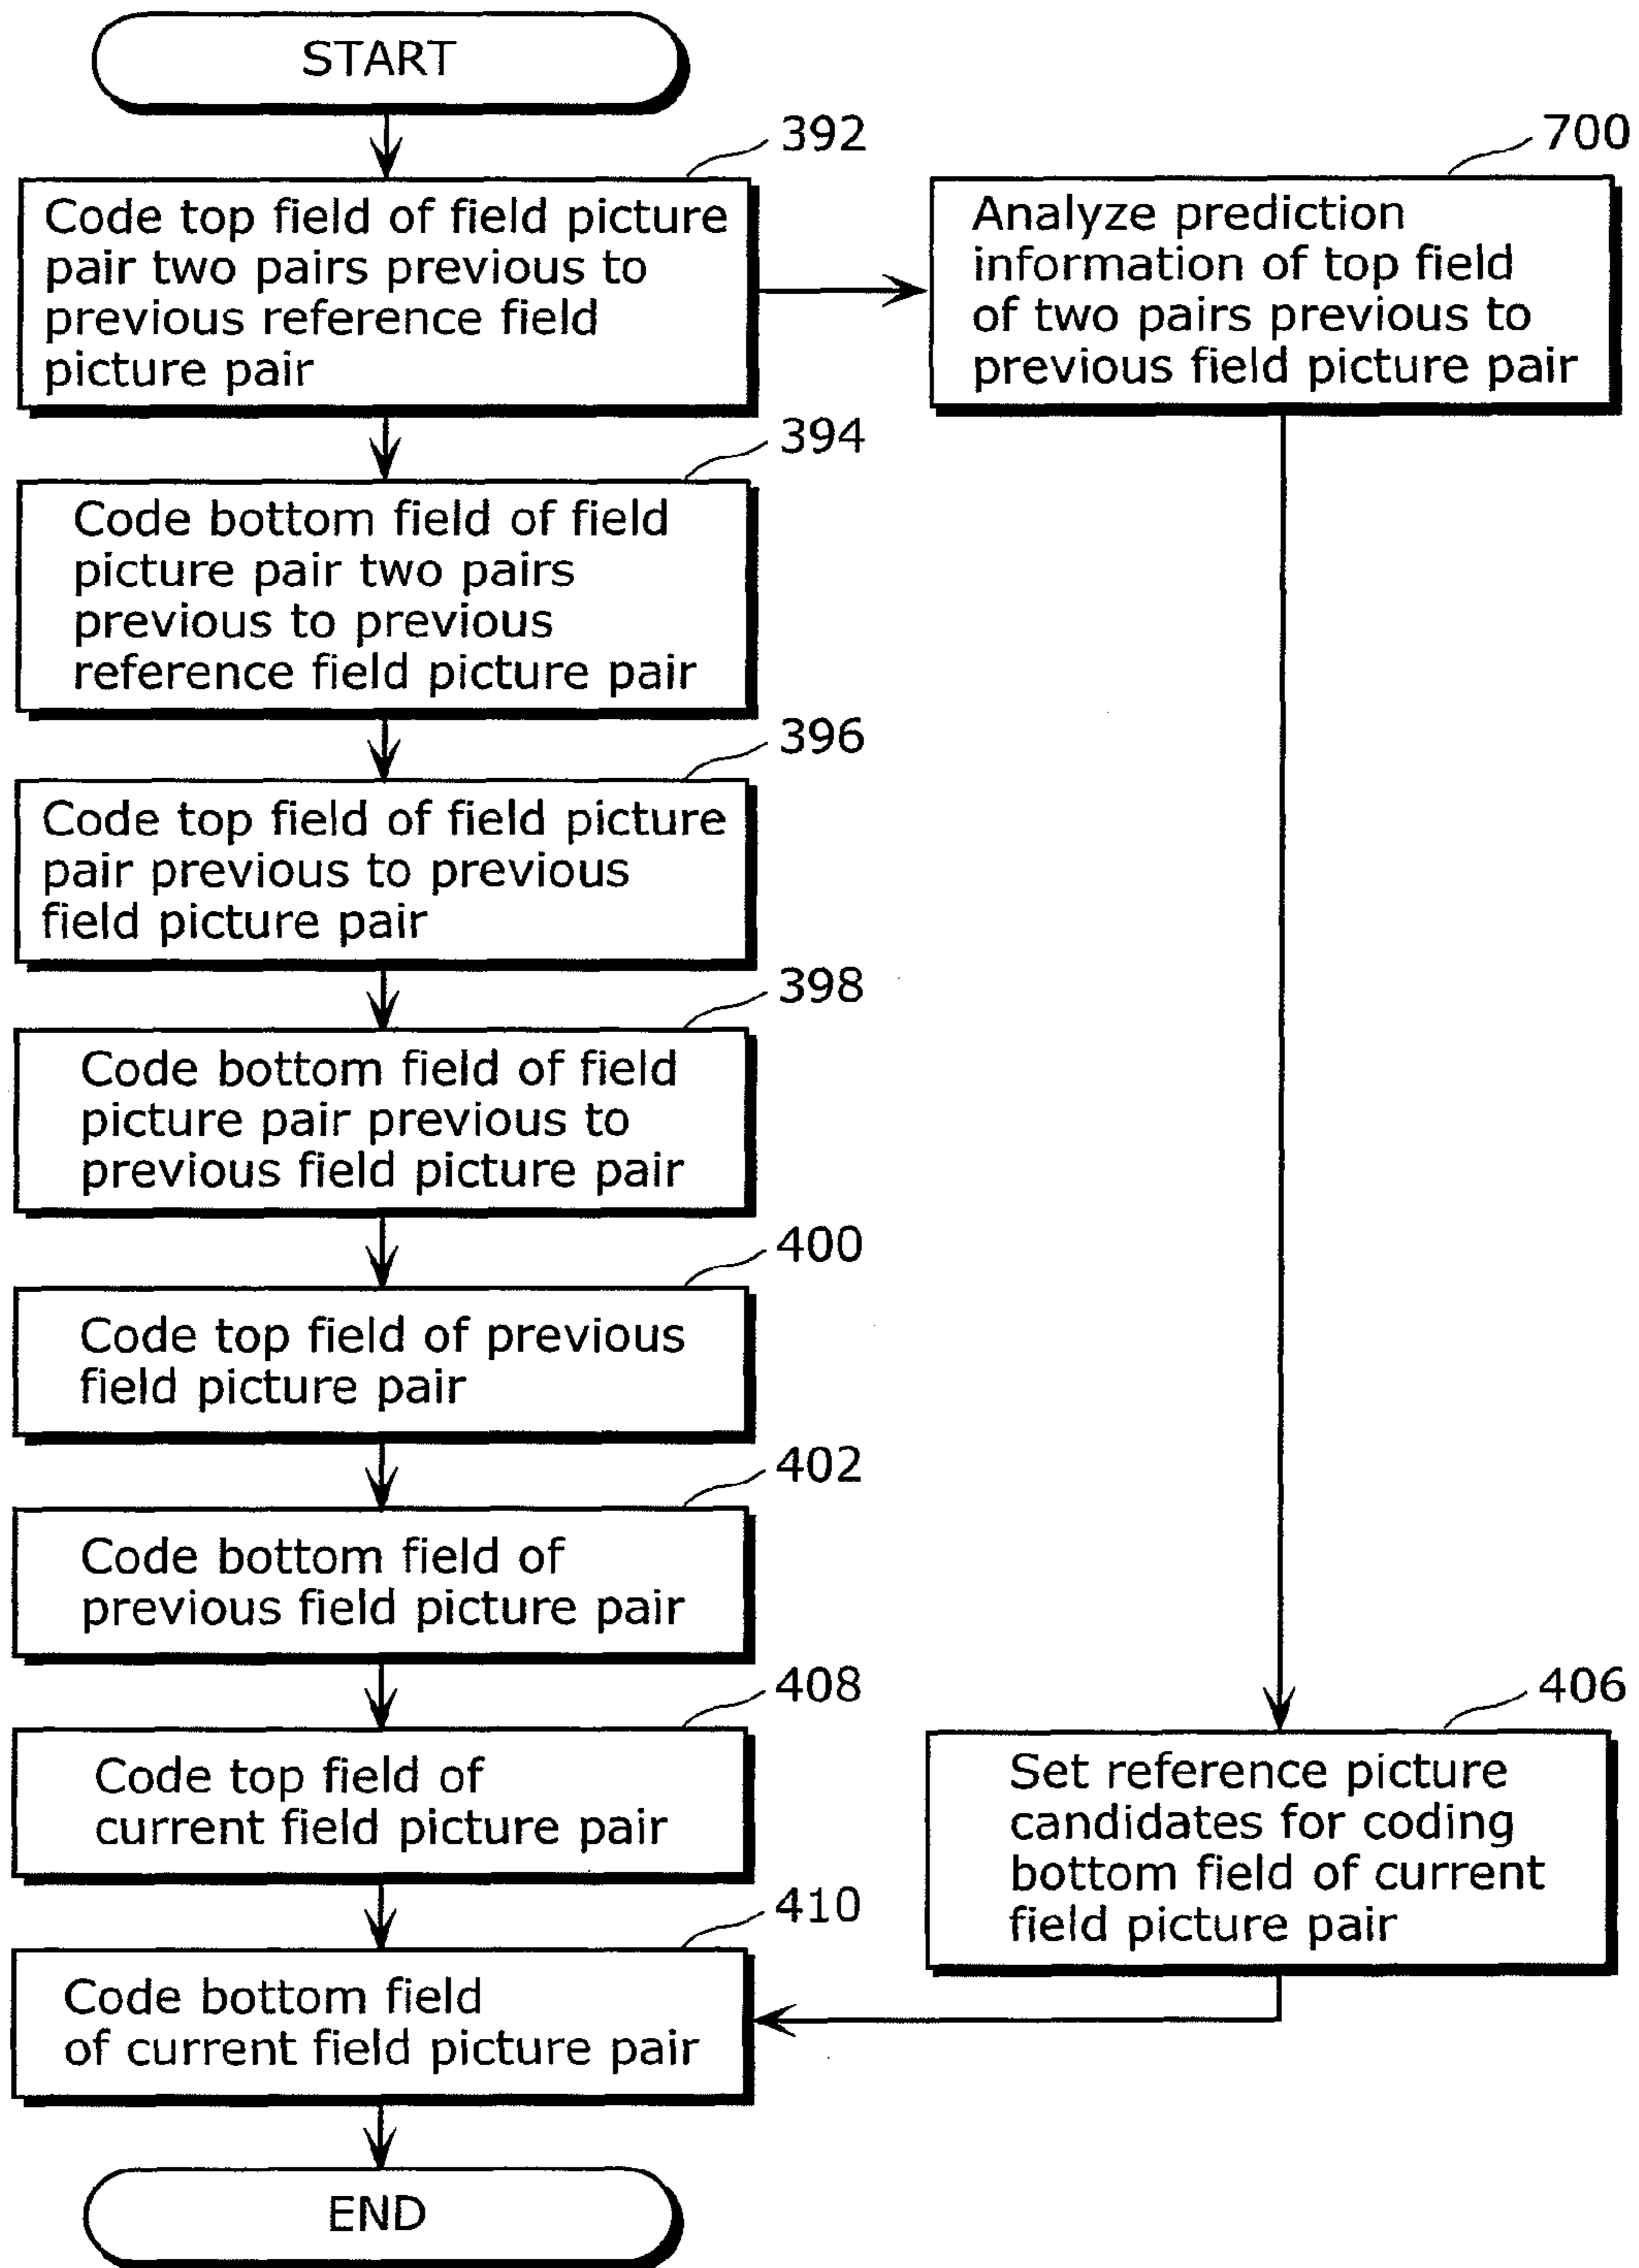 START
392
Code top field of field picture
pair two pairs previous to
previous reference field
picture pair
700
Analyze prediction
information of top field
of two pairs previous to
previous field picture pair
394
Code bottom field of field
picture pair two pairs
previous to previous
reference field picture pair
396
Code top field of field picture
pair previous to previous
field picture pair
398
Code bottom field of field
picture pair previous to
previous field picture pair
400
Code top field of previous
field picture pair
402
Code bottom field of
previous field picture pair
408
Code top field of
current field picture pair
406
Set reference picture
candidates for coding
bottom field of current
field picture pair
410
Code bottom field
of current field picture pair
END